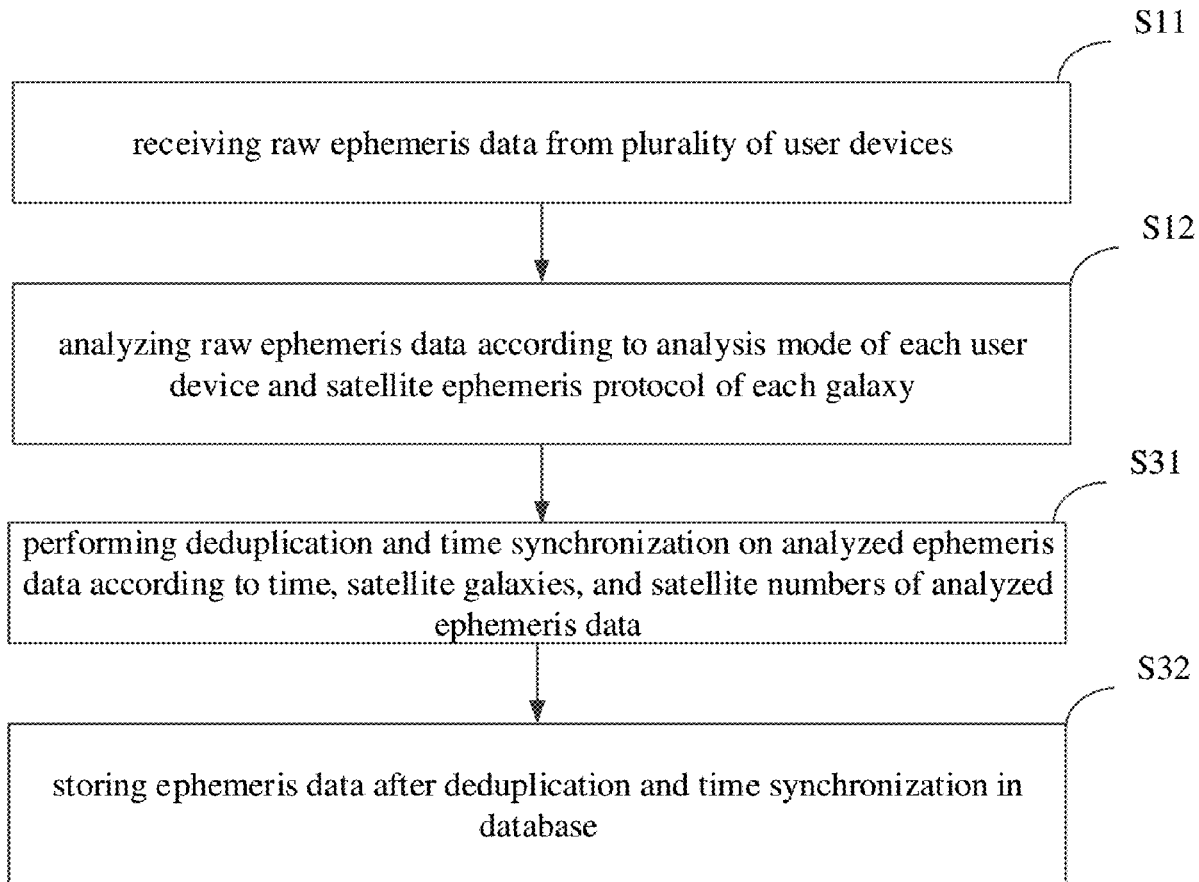 S11
receiving raw ephemeris data from plurality of user devices
S12
analyzing raw ephemeris data according to analysis mode of each user
device and satellite ephemeris protocol of each galaxy
S31
performing deduplication and time synchronization on analyzed ephemeris
data according to time, satellite galaxies, and satellite numbers of analyzed
ephemeris data
S32
storing ephemeris data after deduplication and time synchronization in
database